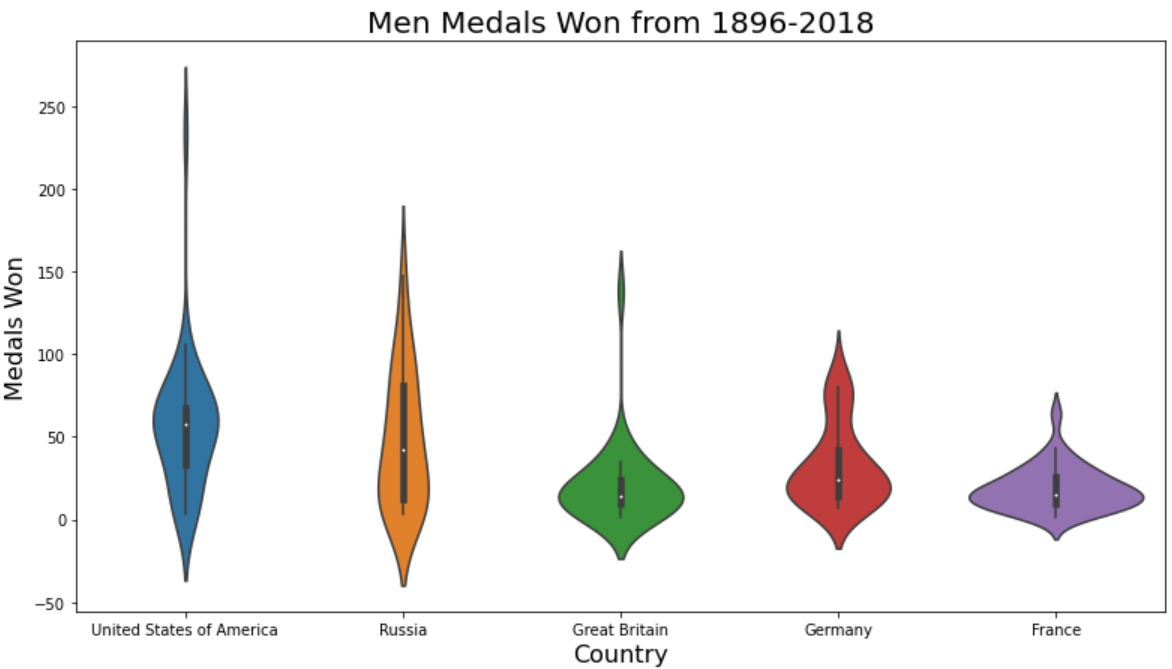 Men Medals Won from 1896-2018
Medals Won
250
200
150
100
50
0
−50
United States of America
Russia
Great Britain
Germany
France
Country